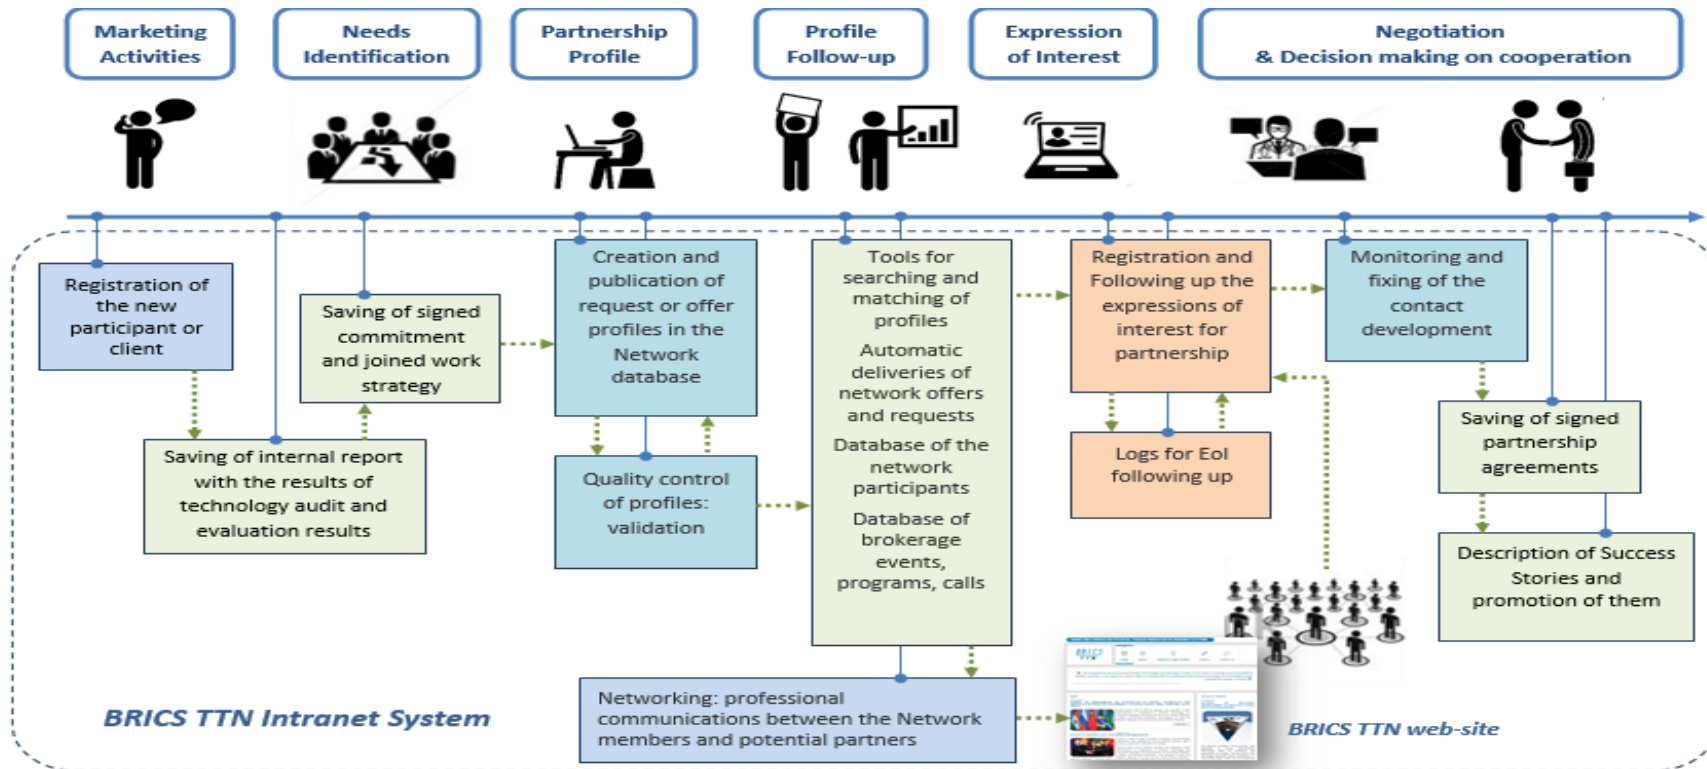 Marketing
Activities
Needs
Identification
Partnership
Profile
Profile
Follow-up
Expression
of Interest
Negotiation
& Decision making on cooperation
Registration of
the new
participant or
client
Saving of internal report
with the results of
technology audit and
evaluation results
Saving of signed
commitment
and joined work
strategy
Creation and
publication of
request or offer
profiles in the
Network
database
Quality control
of profiles:
validation
Tools for
searching and
matching of
profiles
Automatic
deliveries of
network offers
and requests
Database of the
network
participants
Database of
brokerage
events,
programs, calls
Networking: professional
communications between the Network
members and potential partners
Registration and
Following up the
expressions of
interest for
partnership
Logs for EoI
following up
Monitoring and
fixing of the
contact
development
Saving of signed
partnership
agreements
Description of Success
Stories and
promotion of them
BRICS TTN Intranet System
BRICS
TTN
BRICS TTN web-site